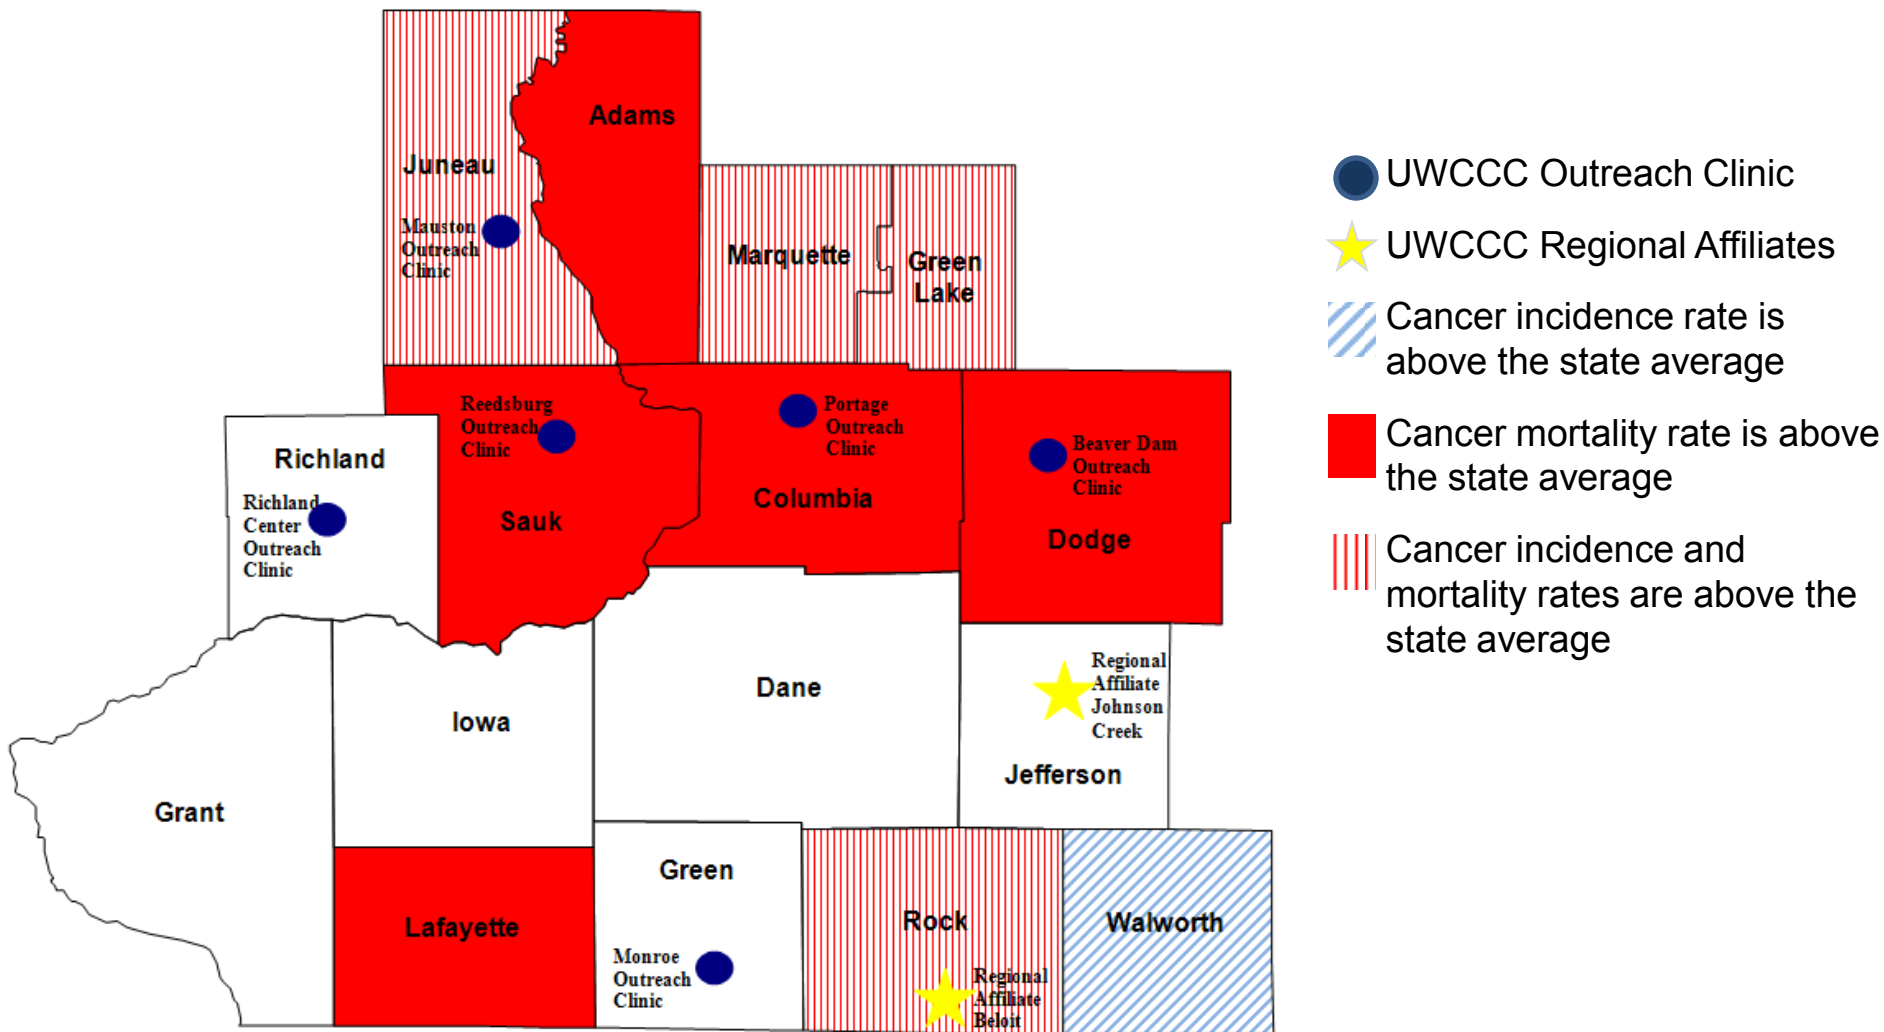 Adams
Juneau
Mauston
Outreach
Clinic
Marquette
Green
Lake
Reedsburg
Outreach
Clinic
Sauk
Portage
Outreach
Clinic
Columbia
Beaver Dam
Outreach
Clinic
Dodge
Richland
Richland
Center
Outreach
Clinic
Grant
Iowa
Dane
Regional
Affiliate
Johnson
Creek
Jefferson
Lafayette
Green
Monroe
Outreach
Clinic
Rock
Regional
Affiliate
Beloit
Walworth
UWCCC Outreach Clinic
UWCCC Regional Affiliates
Cancer incidence rate is
above the state average
Cancer mortality rate is above
the state average
Cancer incidence and
mortality rates are above the
state average